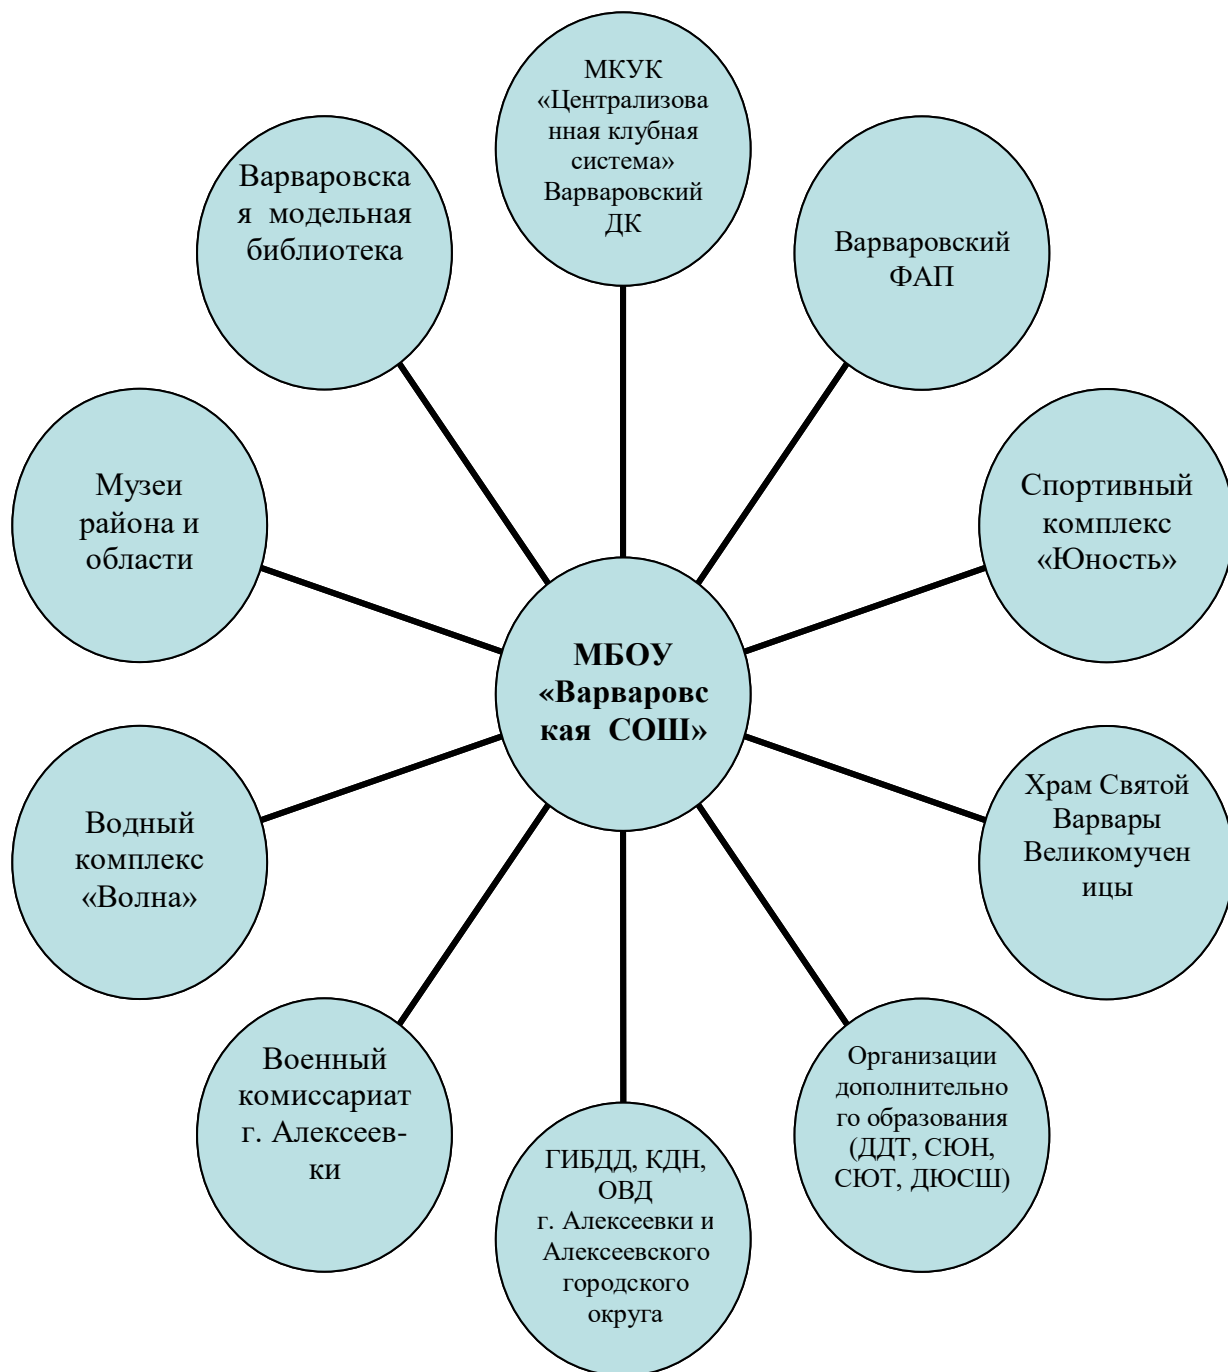 МКУК
«Централизова
нная клубная
система»
Варваровский
ДК
Варваровска
я модельная
библиотека
Варваровский
ФАП
Музеи
района и
области
Спортивный
комплекс
«Юность»
МБОУ
«Варваровс
кая СОШ»
Водный
комплекс
«Волна»
Храм Святой
Варвары
Великомучен
ицы
Военный
комиссариат
г. Алексеев-
ки
Организации
дополнительно
го образования
(ДДТ, СЮН,
СЮТ, ДЮСШ)
ГИБДД, КДН,
ОВД
г. Алексеевки и
Алексеевского
городского
округа